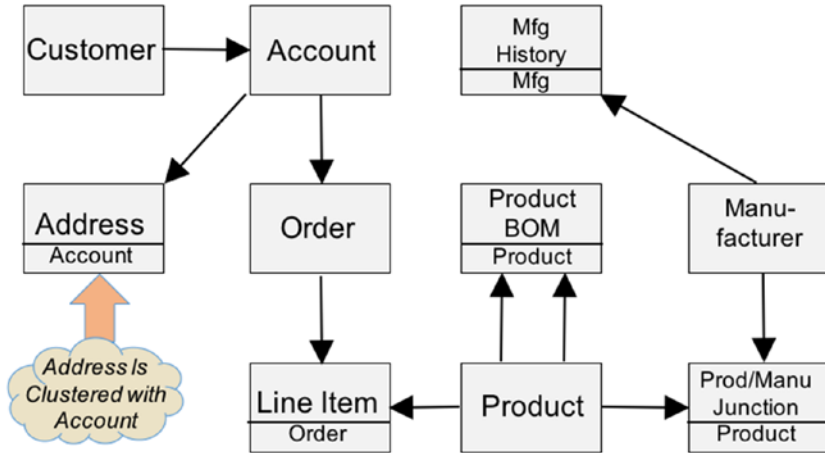 Customer
Account
Mfg
History
Mfg
Address
Account
Order
Product
BOM
Product
Manu-
facturer
Address Is
Clustered with
Account
Line Item
Order
Product
Prod/Manu
Junction
Product